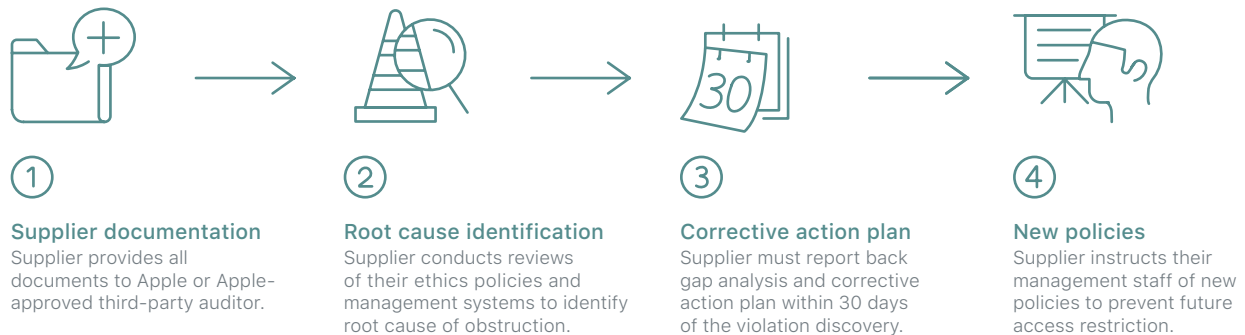 30
1
Supplier documentation
Supplier provides all
documents to Apple or Apple-
approved third-party auditor.
2
Root cause identification
Supplier conducts reviews
of their ethics policies and
management systems to identify
root cause of obstruction.
3
Corrective action plan
Supplier must report back
gap analysis and corrective
action plan within 30 days
of the violation discovery.
4
New policies
Supplier instructs their
management staff of new
policies to prevent future
access restriction.